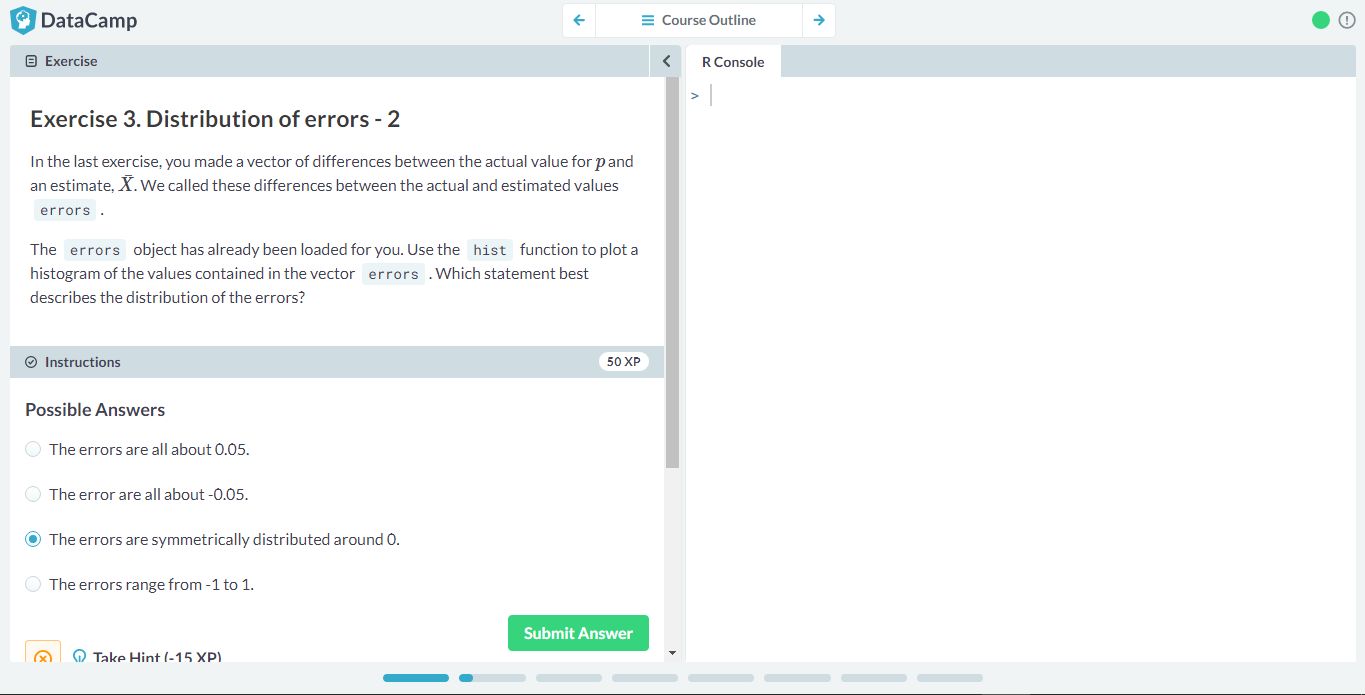 DataCamp
Course Outline
Exercise
R Console
>
Exercise 3. Distribution of errors - 2
In the last exercise, you made a vector of differences between the actual value for p and
an estimate, X̄. We called these differences between the actual and estimated values
errors .
The errors object has already been loaded for you. Use the hist function to plot a
histogram of the values contained in the vector errors . Which statement best
describes the distribution of the errors?
Instructions
50 XP
Possible Answers
The errors are all about 0.05.
The error are all about -0.05.
The errors are symmetrically distributed around 0.
The errors range from -1 to 1.
Submit Answer
Take Hint (-15 XP)